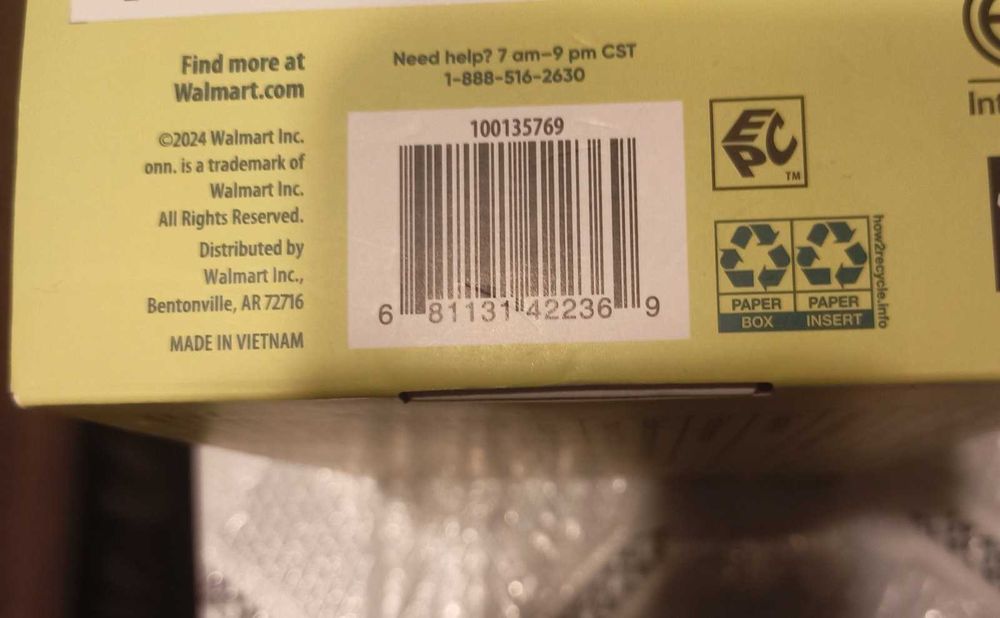 Find more at
Walmart.com
©2024 Walmart Inc.
onn. is a trademark of
Walmart Inc.
All Rights Reserved.
Distributed by
Walmart Inc.,
Bentonville, AR 72716
MADE IN VIETNAM
Need help? 7 am–9 pm CST
1-888-516-2630
100135769
6 81131 42236 9
EPC
TM
PAPER
BOX
PAPER
INSERT
how2recycle.info